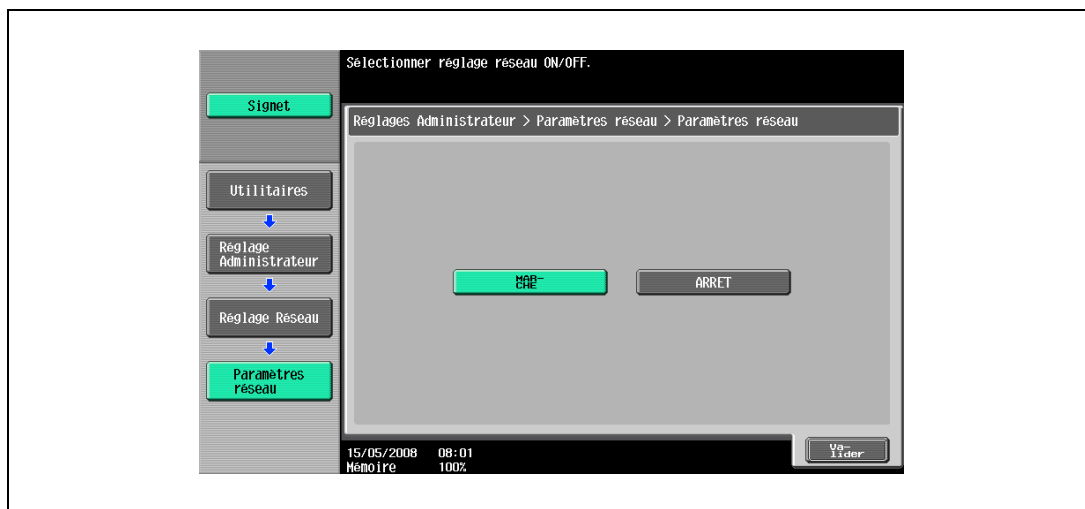 Sélectionner réglage réseau ON/OFF.
Signet
Réglages Administrateur > Paramètres réseau > Paramètres réseau
Utilitaires
Réglage
Administrateur
Réglage Réseau
Paramètres
réseau
MAR-
CHE
ARRET
15/05/2008 08:01
Mémoire 100%
Va-
lider